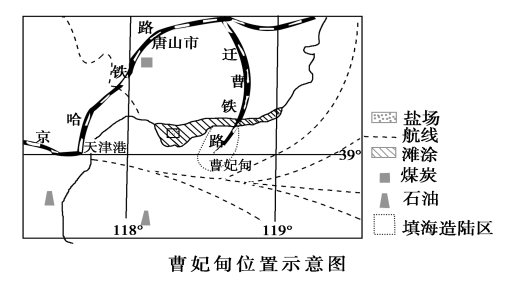 路
唐山市
铁
迁
曹
铁
路
哈
京
天津港
曹妃甸
39°
118°
119°
盐场
航线
滩涂
煤炭
石油
填海造陆区
曹妃甸位置示意图